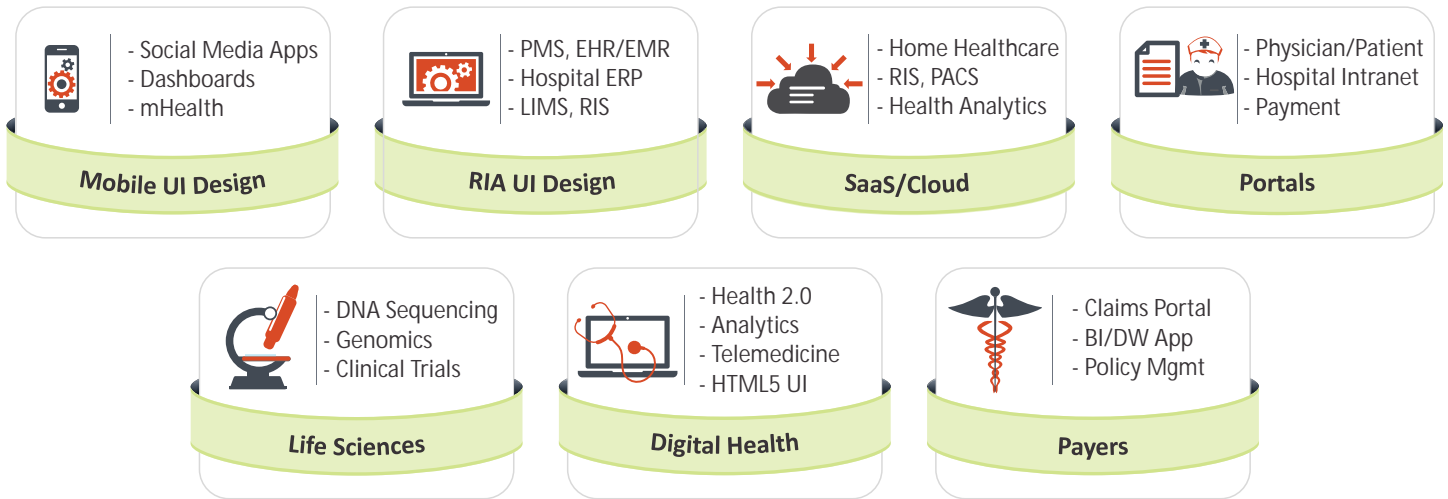 - Social Media Apps
- Dashboards
- mHealth
Mobile UI Design
- PMS, EHR/EMR
- Hospital ERP
- LIMS, RIS
RIA UI Design
- Home Healthcare
- RIS, PACS
- Health Analytics
SaaS/Cloud
- Physician/Patient
- Hospital Intranet
- Payment
Portals
- DNA Sequencing
- Genomics
- Clinical Trials
Life Sciences
- Health 2.0
- Analytics
- Telemedicine
- HTML5 UI
Digital Health
- Claims Portal
- BI/DW App
- Policy Mgmt
Payers